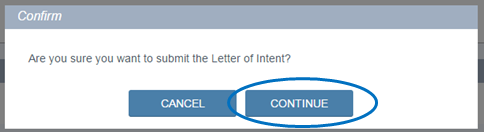 Confirm
Are you sure you want to submit the Letter of Intent?
CANCEL CONTINUE